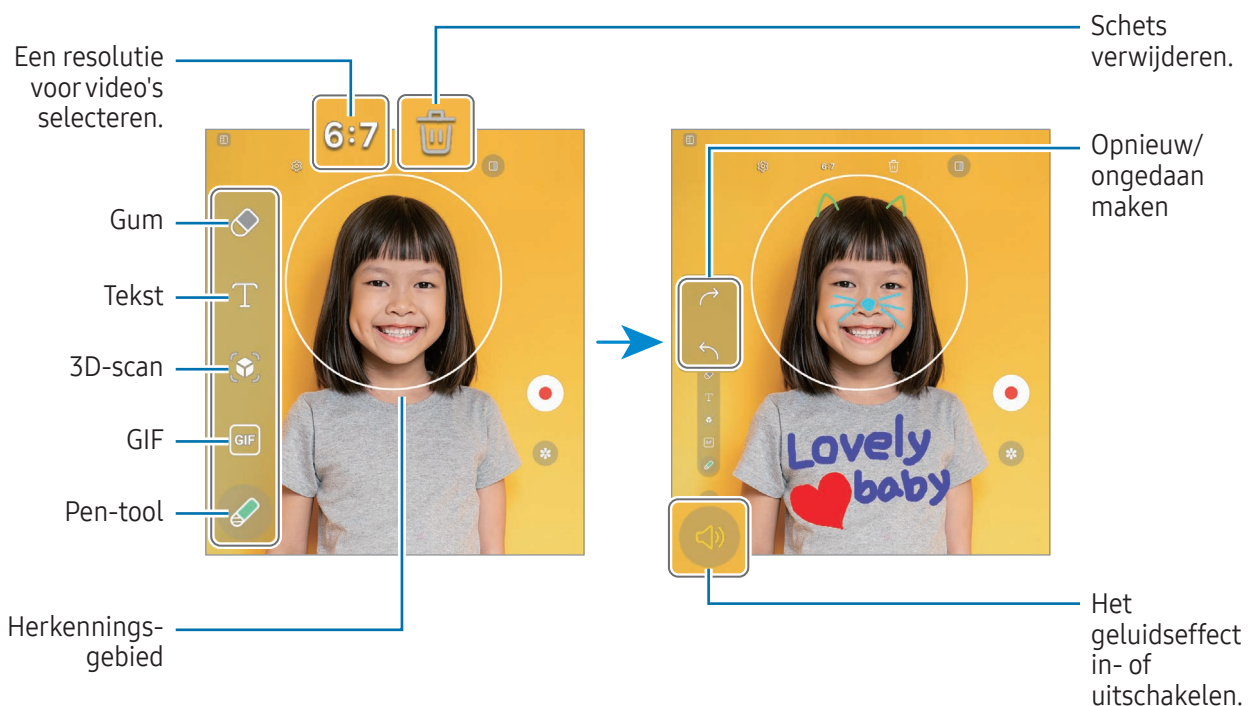 Een resolutie
voor video's
selecteren.
6:7
Schets
verwijderen.
Gum
Tekst
T
3D-scan
GIF
GIF
Pen-tool
Herkennings-
gebied
6:7
Opnieuw/
ongedaan
maken
T
GIF
Lovely
baby
Het
geluidseffect
in- of
uitschakelen.